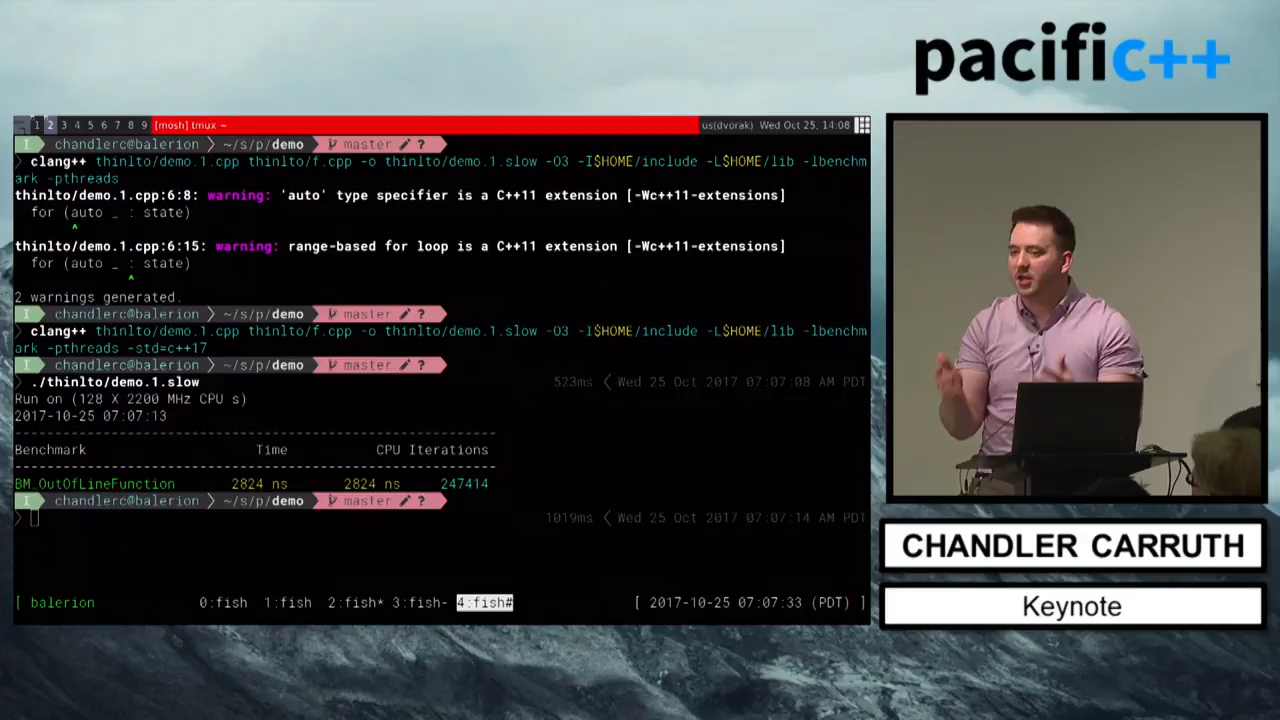 pacific++
1 2 3 4 5 6 7 8 9 [mosh] tmux ~ us(dvorak) Wed Oct 25, 14:08
I chandlerc@balerion ~/s/p/demo master ?
clang++ thinlto/demo.1.cpp thinlto/f.cpp -o thinlto/demo.1.slow -O3 -I$HOME/include -L$HOME/lib -lbenchm
ark -pthreads
thinlto/demo.1.cpp:6:8: warning: 'auto' type specifier is a C++11 extension [-Wc++11-extensions]
for (auto _ : state)
^
thinlto/demo.1.cpp:6:15: warning: range-based for loop is a C++11 extension [-Wc++11-extensions]
for (auto _ : state)
^
2 warnings generated.
I chandlerc@balerion ~/s/p/demo master ?
clang++ thinlto/demo.1.cpp thinlto/f.cpp -o thinlto/demo.1.slow -O3 -I$HOME/include -L$HOME/lib -lbenchm
ark -pthreads -std=c++17
I chandlerc@balerion ~/s/p/demo master ?
./thinlto/demo.1.slow 523ms Wed 25 Oct 2017 07:07:08 AM PDT
Run on (128 X 2200 MHz CPU s)
2017-10-25 07:07:13
Benchmark Time CPU Iterations
BM_OutOfLineFunction 2824 ns 2824 ns 247414
I chandlerc@balerion ~/s/p/demo master ?
1019ms Wed 25 Oct 2017 07:07:14 AM PDT
[ balerion 0:fish 1:fish 2:fish* 3:fish- 4:fish# [ 2017-10-25 07:07:33 (PDT) ]
CHANDLER CARRUTH
Keynote